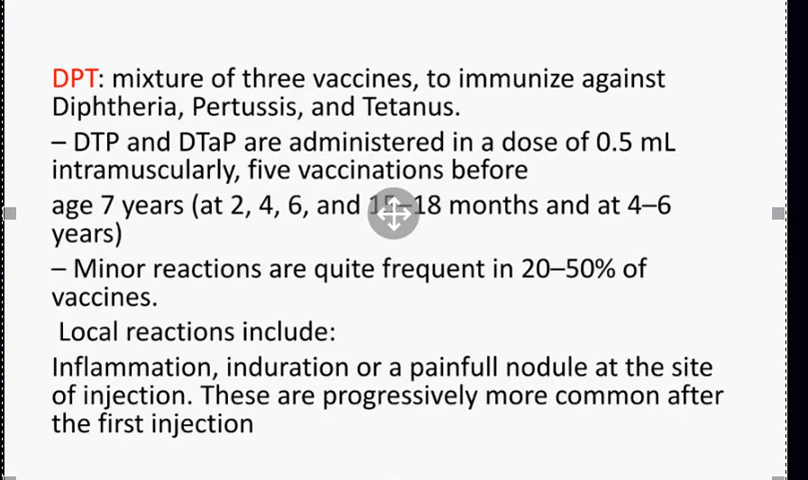 DPT: mixture of three vaccines, to immunize against
Diphtheria, Pertussis, and Tetanus.
– DTP and DTaP are administered in a dose of 0.5 mL
intramuscularly, five vaccinations before
age 7 years (at 2, 4, 6, and 15–18 months and at 4–6
years)
– Minor reactions are quite frequent in 20–50% of
vaccines.
Local reactions include:
Inflammation, induration or a painfull nodule at the site
of injection. These are progressively more common after
the first injection